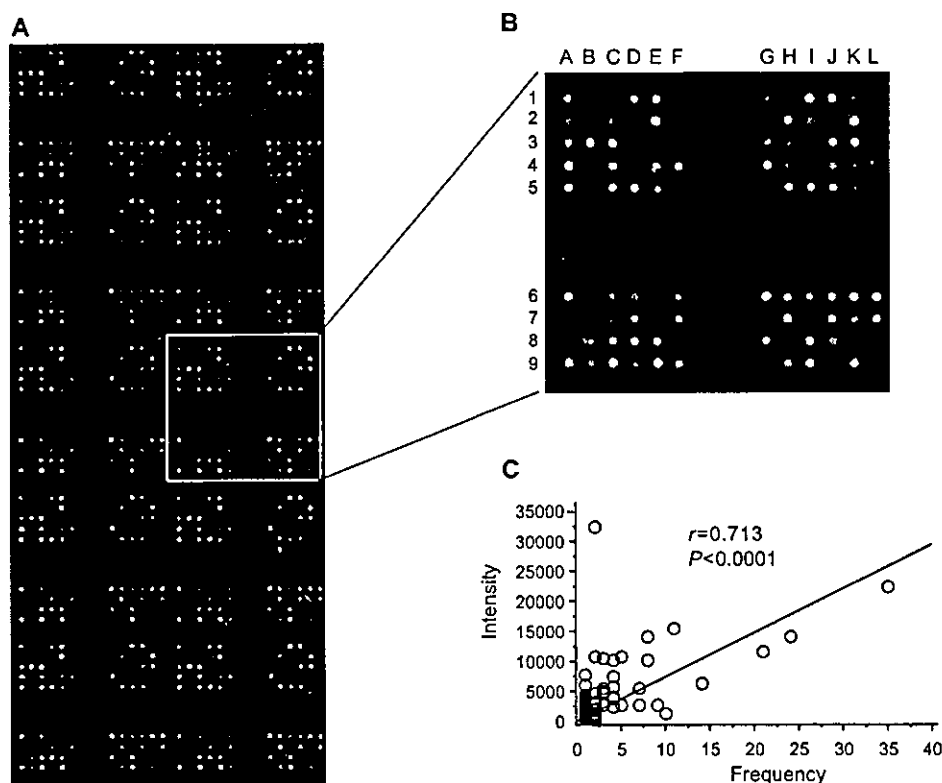 A
B
A B C D E F G H I J K L
1
2
3
4
5
6
7
8
9
C
r=0.713
P<0.0001
Intensity
35000
30000
25000
20000
15000
10000
5000
0
0 5 10 15 20 25 30 35 40
Frequency